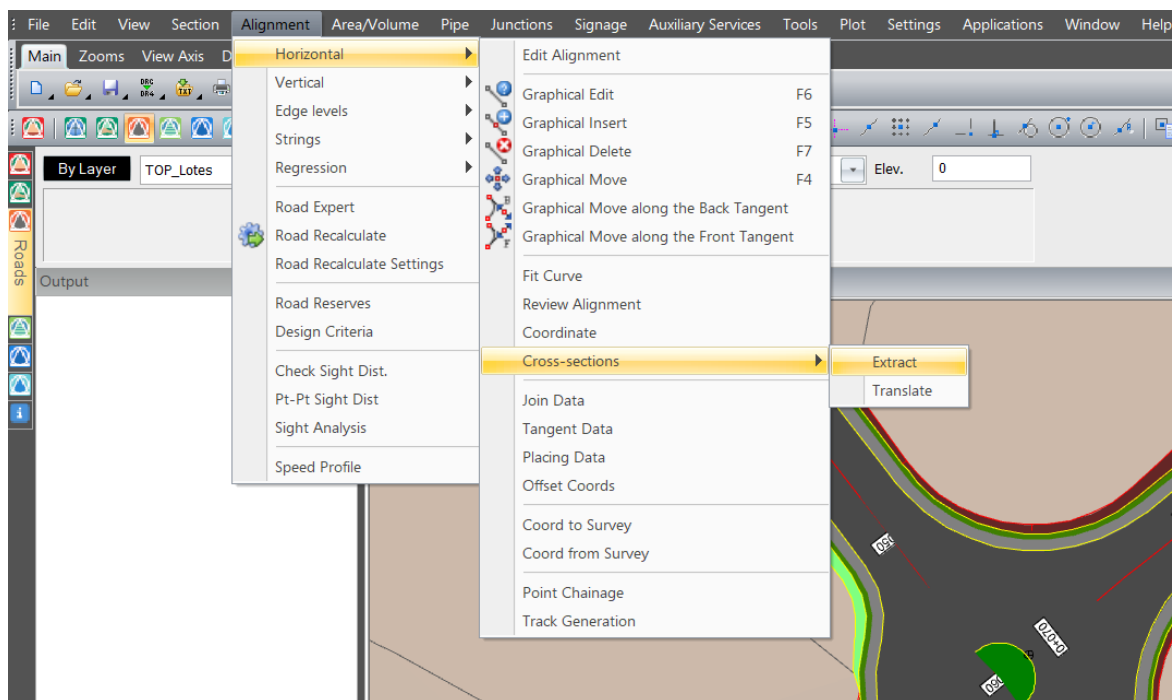 File Edit View Section Alignment Area/Volume Pipe Junctions Signage Auxiliary Services Tools Plot Settings Applications Window Help
Main Zooms View Axis D
DRG
DR4
TXT
By Layer TOP_Lotes
Elev. 0
Roads
Output
Horizontal
Vertical
Edge levels
Strings
Regression
Road Expert
Road Recalculate
Road Recalculate Settings
Road Reserves
Design Criteria
Check Sight Dist.
Pt-Pt Sight Dist
Sight Analysis
Speed Profile
Edit Alignment
Graphical Edit F6
Graphical Insert F5
Graphical Delete F7
Graphical Move F4
Graphical Move along the Back Tangent
Graphical Move along the Front Tangent
Fit Curve
Review Alignment
Coordinate
Cross-sections
Join Data
Tangent Data
Placing Data
Offset Coords
Coord to Survey
Coord from Survey
Point Chainage
Track Generation
Extract
Translate
0+070